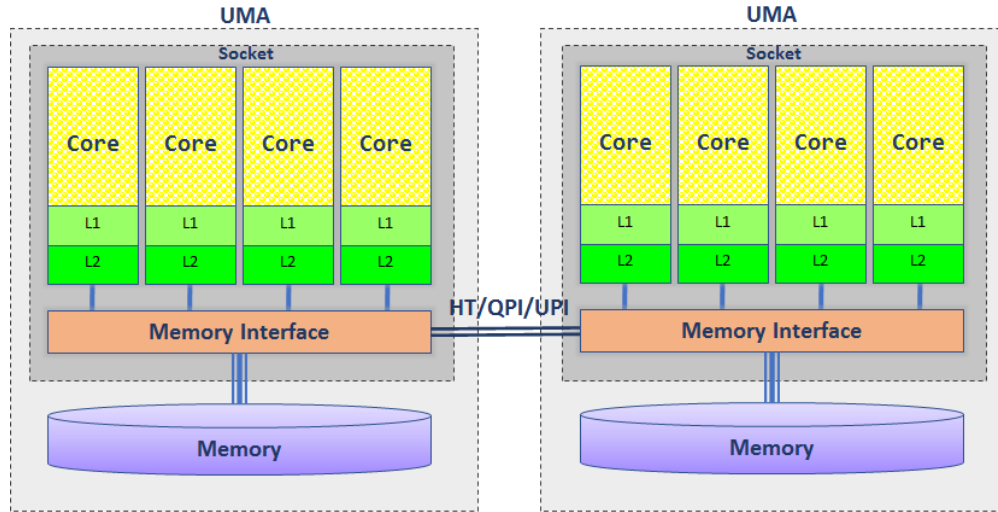 UMA
UMA
Socket
Socket
Core Core Core Core
Core Core Core Core
L1 L1 L1 L1
L1 L1 L1 L1
L2 L2 L2 L2
L2 L2 L2 L2
HT/QPI/UPI
Memory Interface
Memory Interface
Memory
Memory